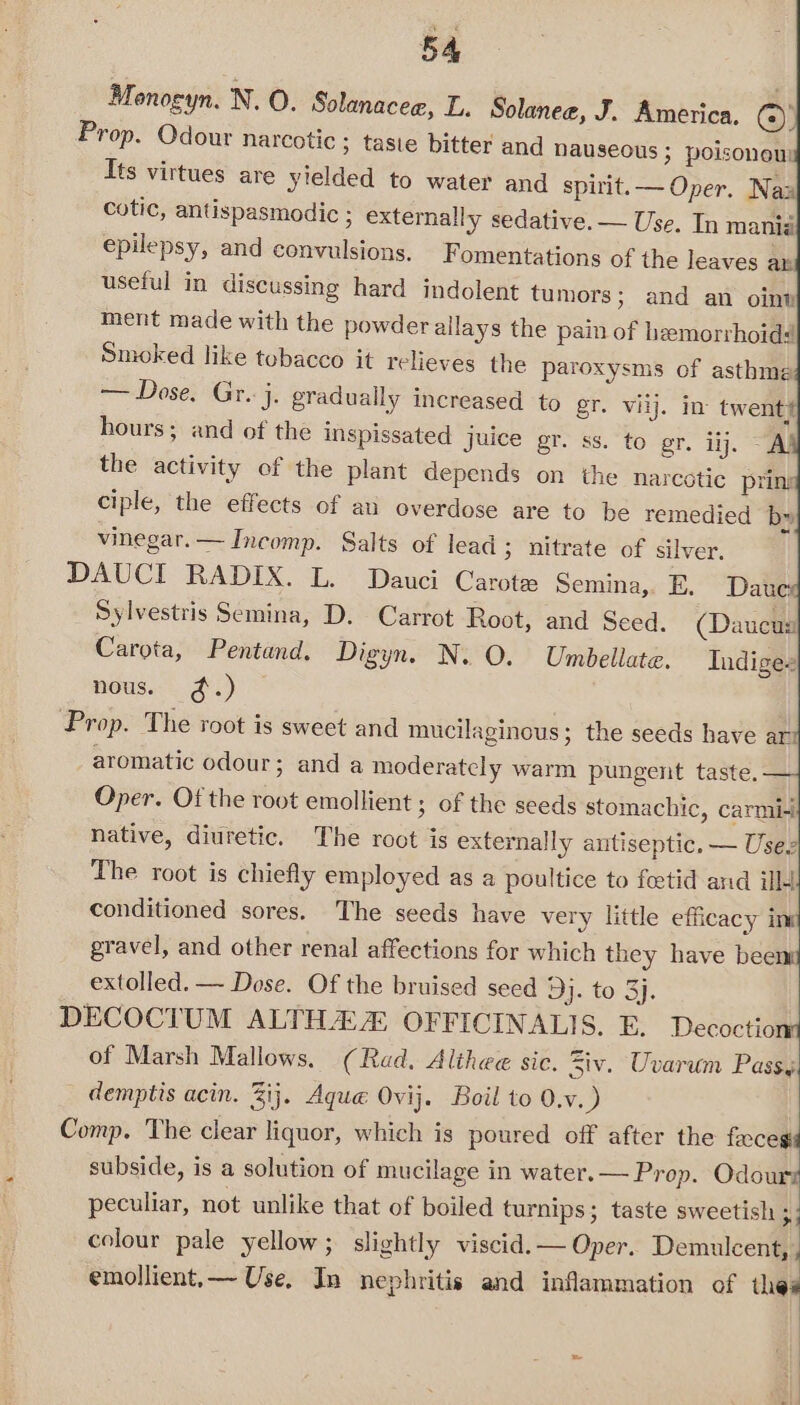 54
Monogyn. N. O. Solanaceæ, L. Solaneæ, J. America. ☉)
Prop. Odour narcotic; taste bitter and nauseous; poisonou
Its virtues are yielded to water and spirit. — Oper. Na
cotic, antispasmodic; externally sedative. — Use. In mania
epilepsy, and convulsions. Fomentations of the leaves ar
useful in discussing hard indolent tumors; and an oint
ment made with the powder allays the pain of hæmorrhoids
Smoked like tobacco it relieves the paroxysms of asthma
— Dose. Gr. j. gradually increased to gr. viij. in twent
hours; and of the inspissated juice gr. ss. to gr. iij. A
the activity of the plant depends on the narcotic prin
ciple, the effects of an overdose are to be remedied b
vinegar. — Incomp. Salts of lead; nitrate of silver.
DAUCI RADIX. L. Dauci Carotæ Semina, E. Dauc
Sylvestris Semina, D. Carrot Root, and Seed. (Daucus
Carota, Pentand. Digyn. N. O. Umbellatæ. Indige
nous. ♂.)
Prop. The root is sweet and mucilaginous; the seeds have an
aromatic odour; and a moderately warm pungent taste. —
Oper. Of the root emollient; of the seeds stomachic, carmi-
native, diuretic. The root is externally antiseptic. — Use.
The root is chiefly employed as a poultice to fœtid and ill-
conditioned sores. The seeds have very little efficacy in
gravel, and other renal affections for which they have been
extolled. — Dose. Of the bruised seed ℈j. to ʒj.
DECOCTUM ALTHÆÆ OFFICINALIS. E. Decoction
of Marsh Mallows. (Rad. Altheæ sic. ℥iv. Uvarum Pass.
demptis acin. ℥ij. Aquæ Ovij. Boil to O.v.)
Comp. The clear liquor, which is poured off after the fæces
subside, is a solution of mucilage in water. — Prop. Odour
peculiar, not unlike that of boiled turnips; taste sweetish;
colour pale yellow; slightly viscid. — Oper. Demulcent,
emollient. — Use. In nephritis and inflammation of the